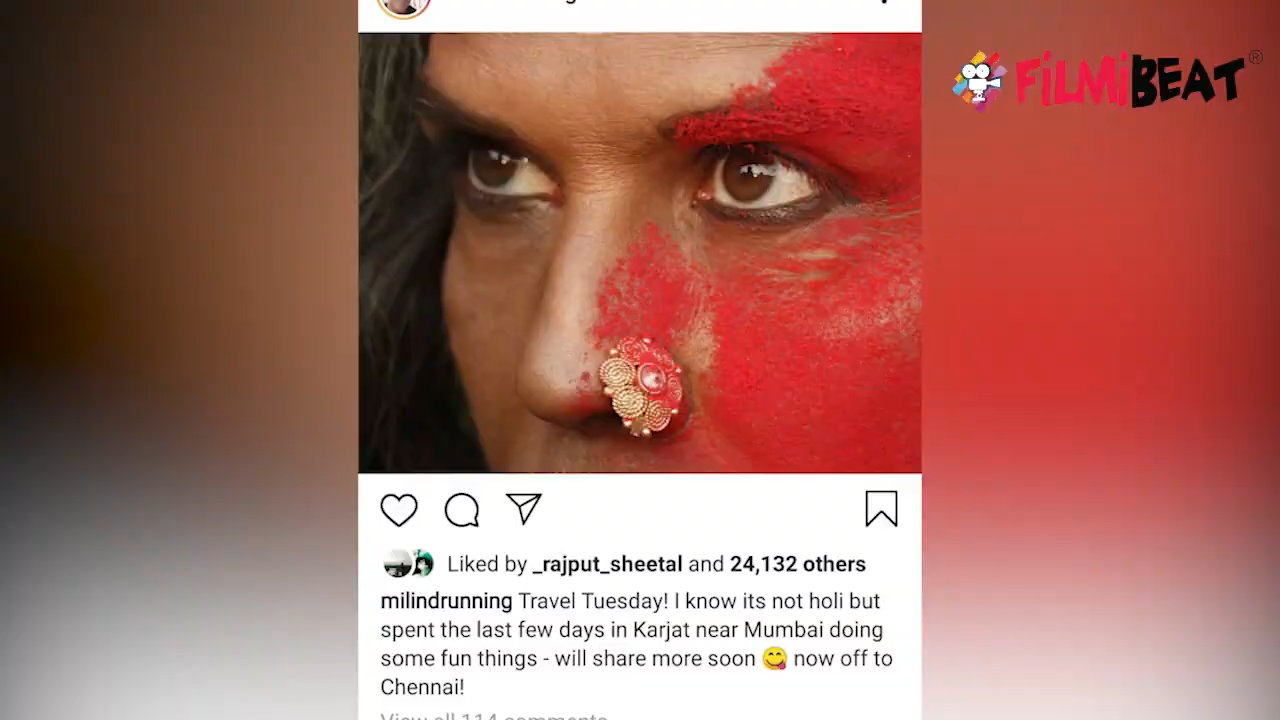 FiLMiBEAT®
Liked by _rajput_sheetal and 24,132 others
milindrunning Travel Tuesday! I know its not holi but
spent the last few days in Karjat near Mumbai doing
some fun things - will share more soon 😋 now off to
Chennai!
View all 114 comments